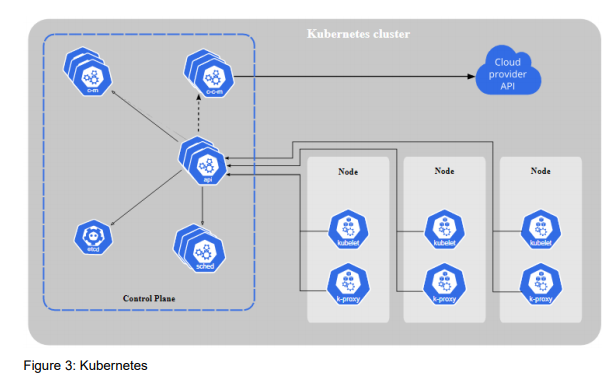 Kubernetes cluster
c-m
c-c-m
Cloud
provider
API
api
Node
Node
Node
etcd
sched
kubelet
kubelet
kubelet
k-proxy
k-proxy
k-proxy
Control Plane
Figure 3: Kubernetes